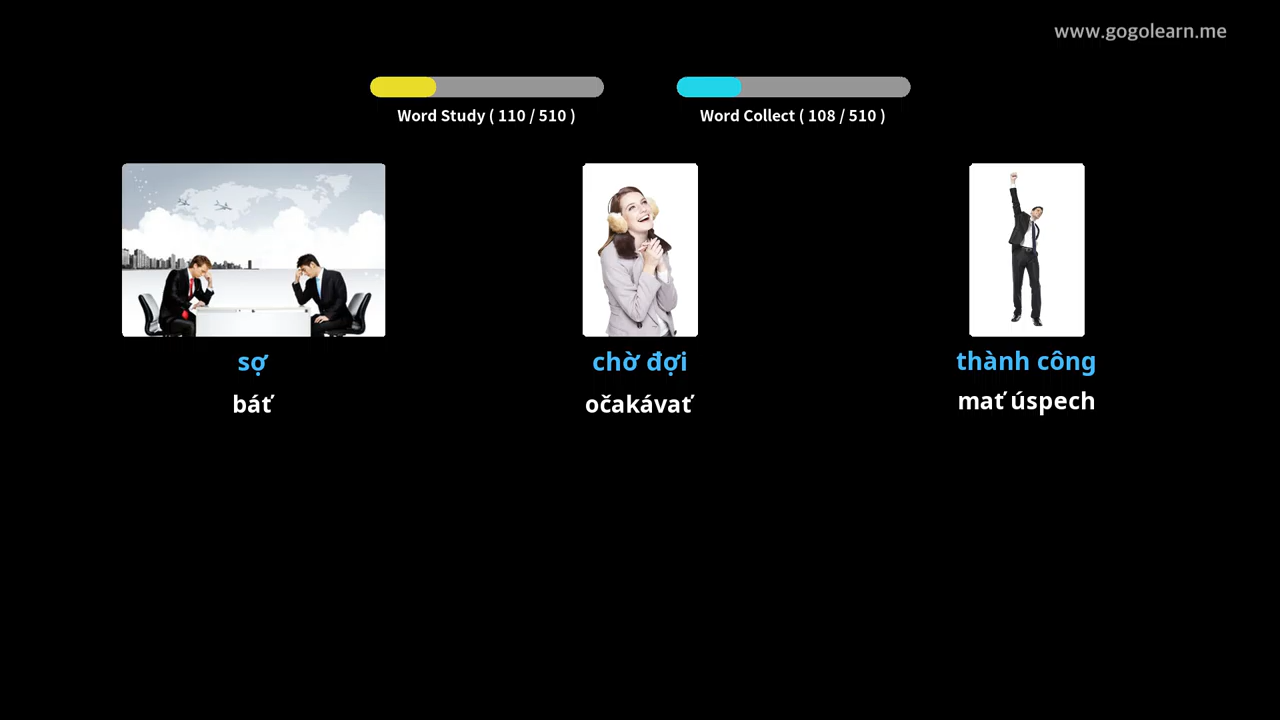 www.gogolearn.me
Word Study ( 110 / 510 )
Word Collect ( 108 / 510 )
sợ
chờ đợi
thành công
báť
očakávať
mať úspech